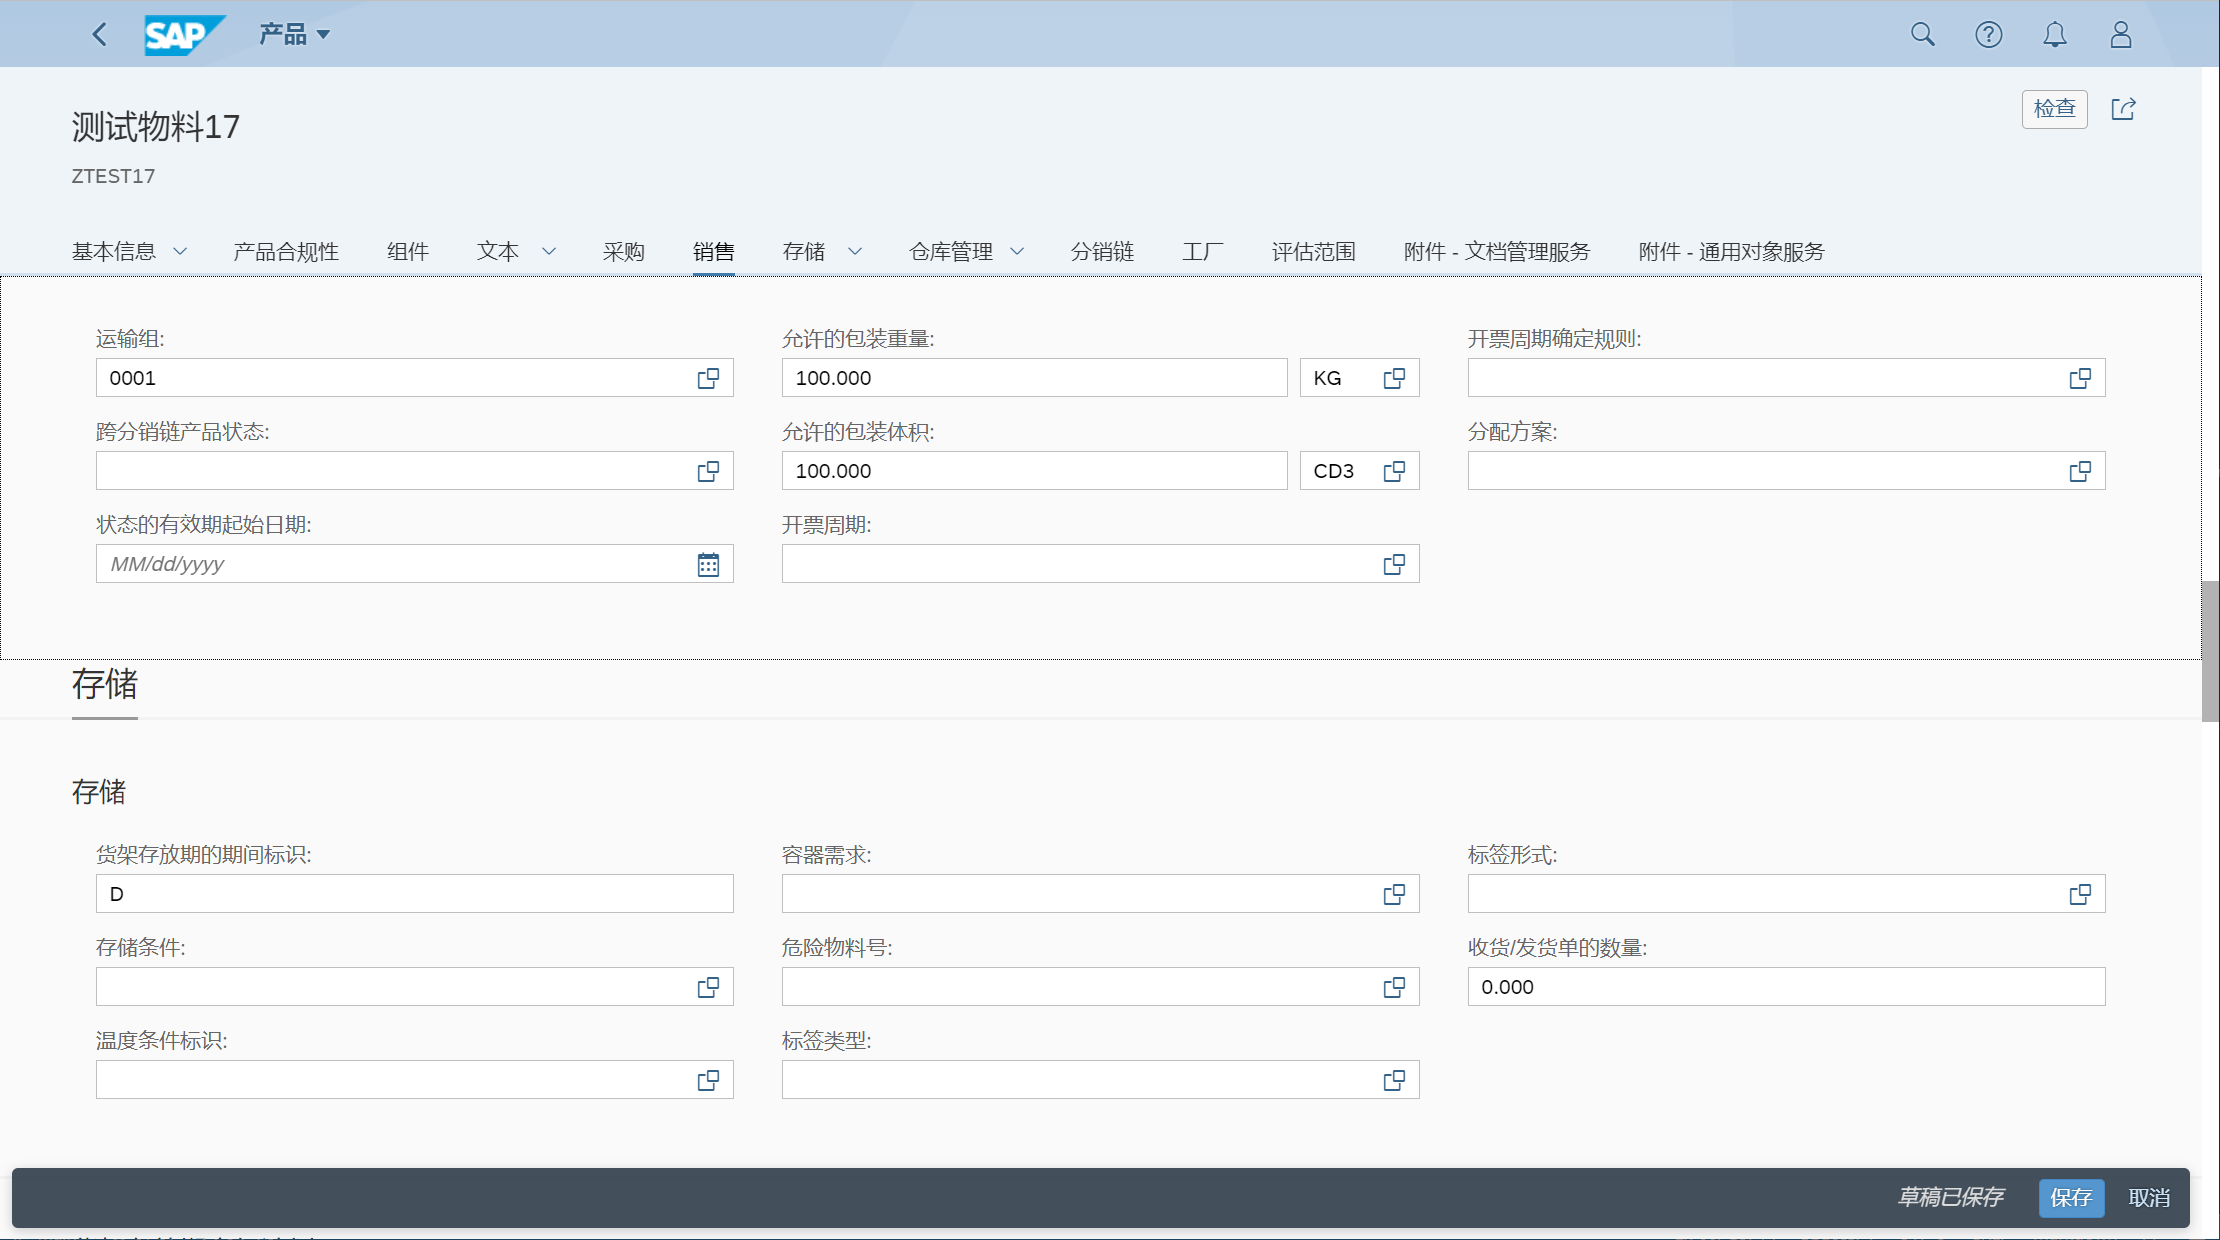 SAP 产品
检查
测试物料17
ZTEST17
基本信息 产品合规性 组件 文本 采购 销售 存储 仓库管理 分销链 工厂 评估范围 附件 - 文档管理服务 附件 - 通用对象服务
运输组: 允许的包装重量: 开票周期确定规则:
0001 100.000 KG
跨分销链产品状态: 允许的包装体积: 分配方案:
100.000 CD3
状态的有效期起始日期: 开票周期:
MM/dd/yyyy
存储
存储
货架存放期的期间标识: 容器需求: 标签形式:
D
存储条件: 危险物料号: 收货/发货单的数量:
0.000
温度条件标识: 标签类型:
草稿已保存 保存 取消